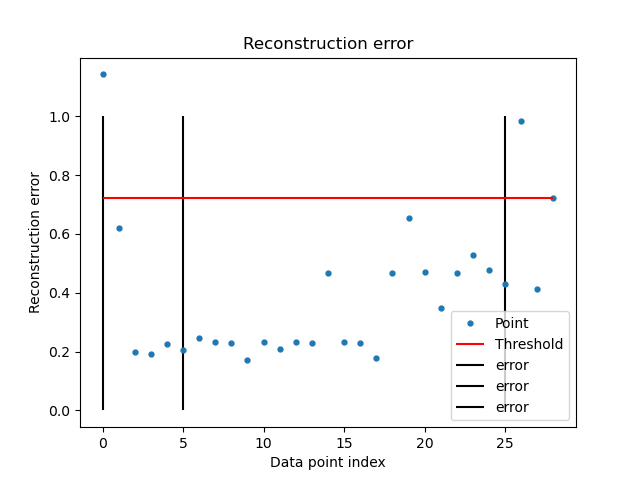 Reconstruction error
1.0
0.8
0.6
0.4
0.2
0.0
Reconstruction error
Point
Threshold
error
error
error
0 5 10 15 20 25
Data point index